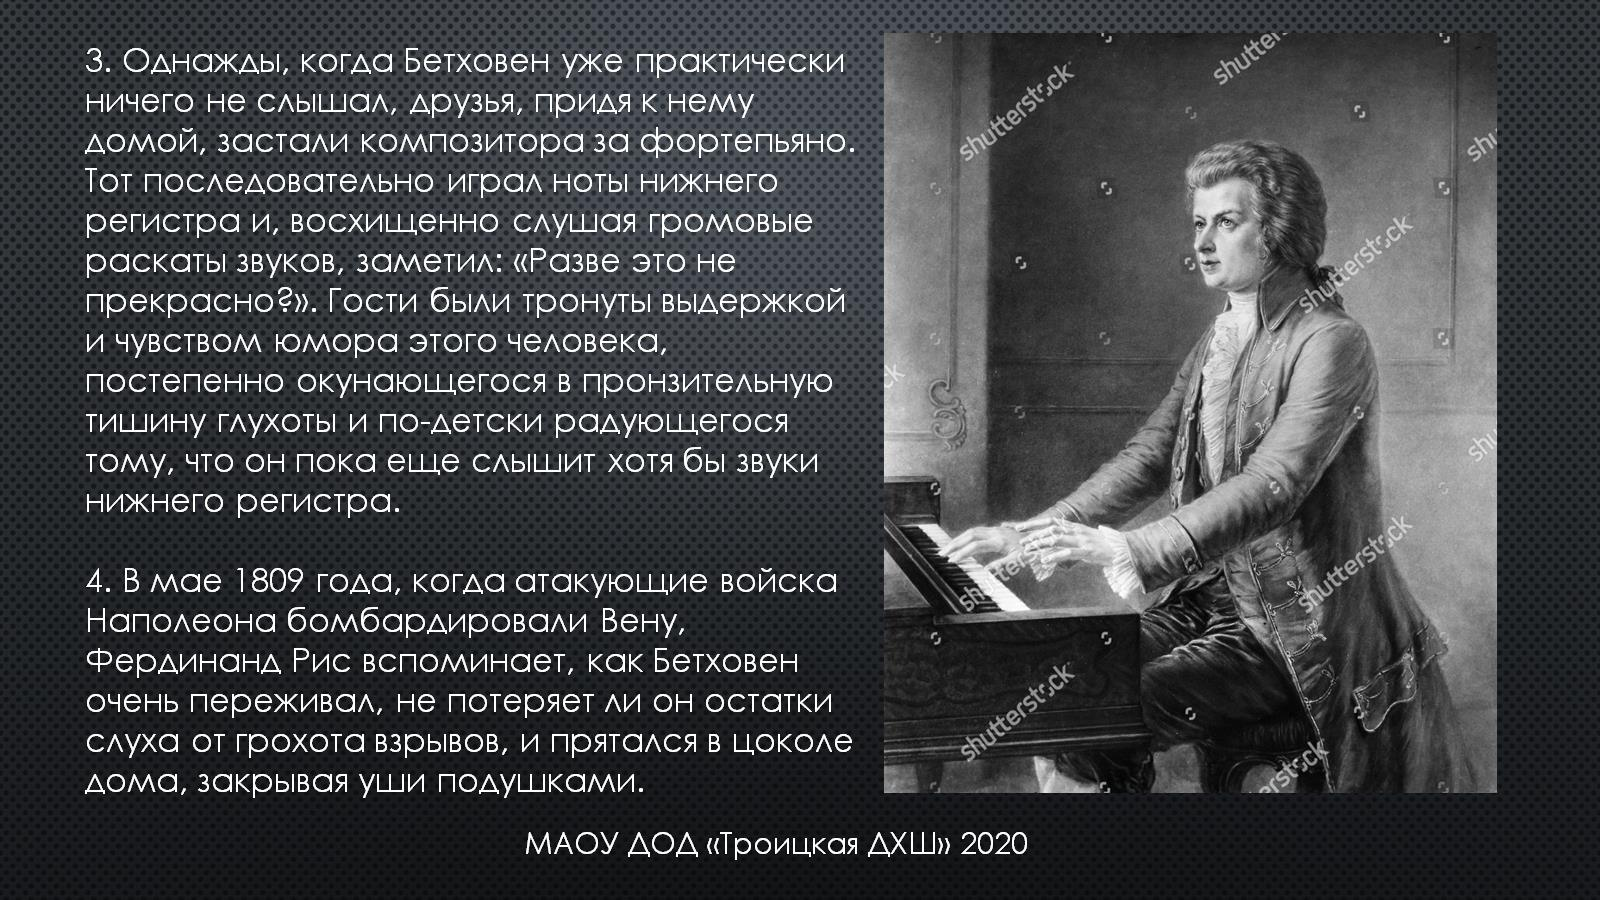 3. Однажды, когда Бетховен уже практически
ничего не слышал, друзья, придя к нему
домой, застали композитора за фортепьяно.
Тот последовательно играл ноты нижнего
регистра и, восхищенно слушая громовые
раскаты звуков, заметил: «Разве это не
прекрасно?». Гости были тронуты выдержкой
и чувством юмора этого человека,
постепенно окунающегося в пронзительную
тишину глухоты и по-детски радующегося
тому, что он пока еще слышит хотя бы звуки
нижнего регистра.
4. В мае 1809 года, когда атакующие войска
Наполеона бомбардировали Вену,
Фердинанд Рис вспоминает, как Бетховен
очень переживал, не потеряет ли он остатки
слуха от грохота взрывов, и прятался в цоколе
дома, закрывая уши подушками.
shutterstock
shutterstock
shutterstock
shutterstock
shutterstock
МАОУ ДОД «Троицкая ДХШ» 2020